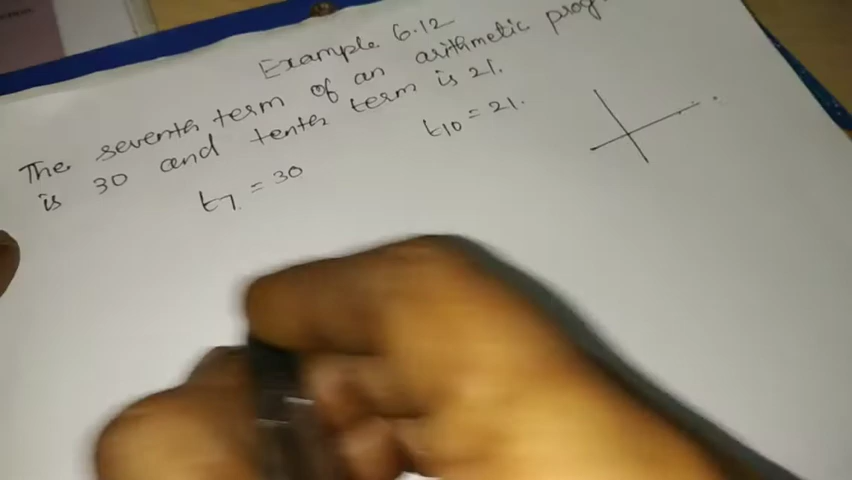 Example 6.12
The seventh term of an arithmetic prog.
is 30 and tenth term is 21.
t7. = 30
t10 = 21.